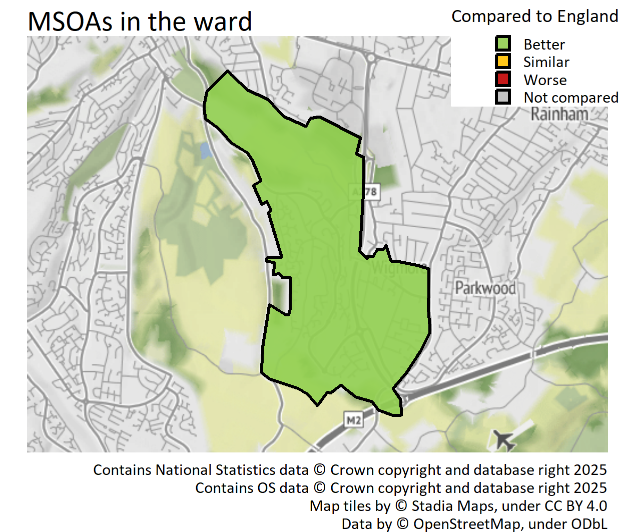 MSOAs in the ward
Compared to England
Better
Similar
Worse
Not compared
Rainham
78
Parkwood
M2
Contains National Statistics data © Crown copyright and database right 2025
Contains OS data © Crown copyright and database right 2025
Map tiles by © Stadia Maps, under CC BY 4.0
Data by © OpenStreetMap, under ODbL